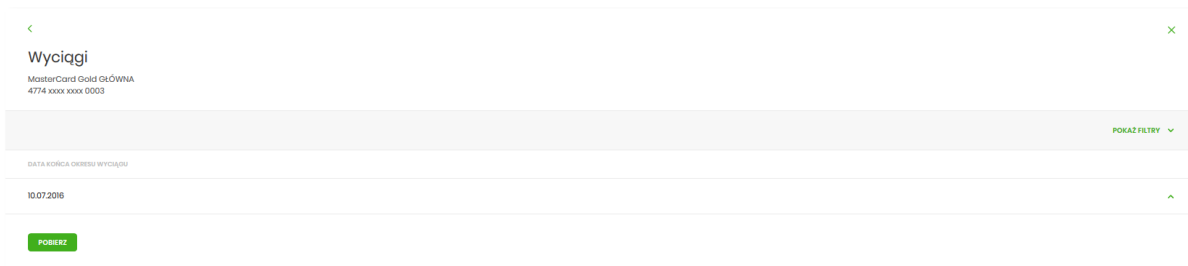 Wyciągi
MasterCard Gold GŁÓWNA
4774 xxxx xxxx 0003
POKAŻ FILTRY
DATA KOŃCA OKRESU WYCIĄGU
10.07.2016
POBIERZ